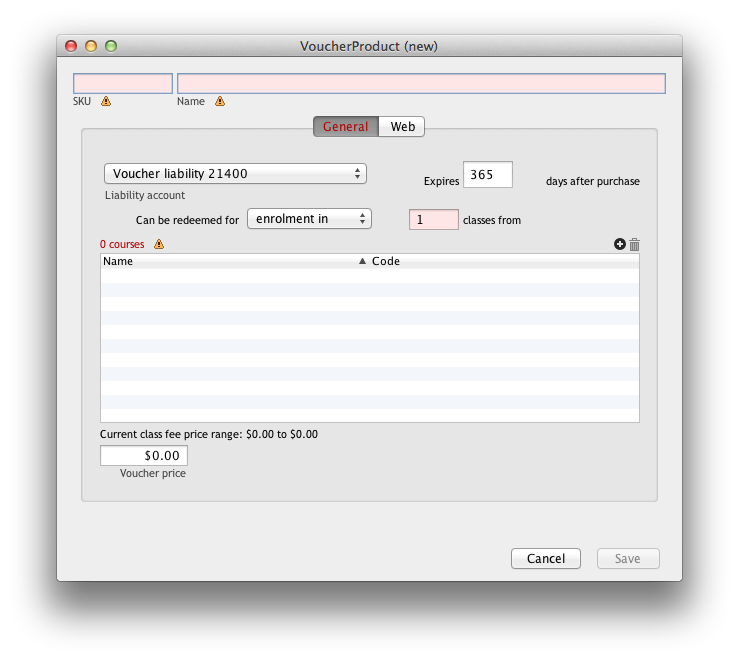 VoucherProduct (new)
SKU Name
General Web
Voucher liability 21400
Expires 365 days after purchase
Liability account
Can be redeemed for enrolment in 1 classes from
0 courses
Name Code
Current class fee price range: $0.00 to $0.00
$0.00
Voucher price
Cancel Save